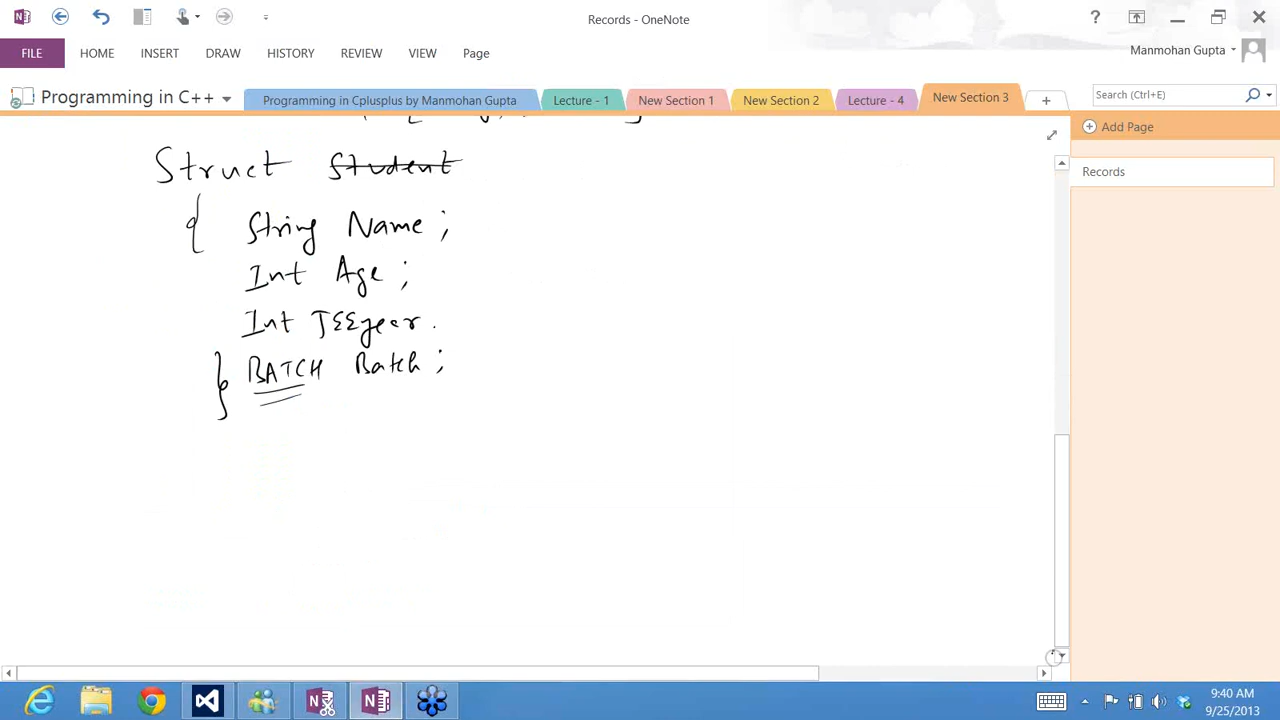 Records - OneNote
?
FILE HOME INSERT DRAW HISTORY REVIEW VIEW Page
Manmohan Gupta
Programming in C++
Programming in Cplusplus by Manmohan Gupta
Lecture - 1
New Section 1
New Section 2
Lecture - 4
New Section 3
+
Search (Ctrl+E)
Add Page
Records
Struct Student
{ String Name ;
Int Age ;
Int JEEyear .
} BATCH Batch ;
9:40 AM
9/25/2013